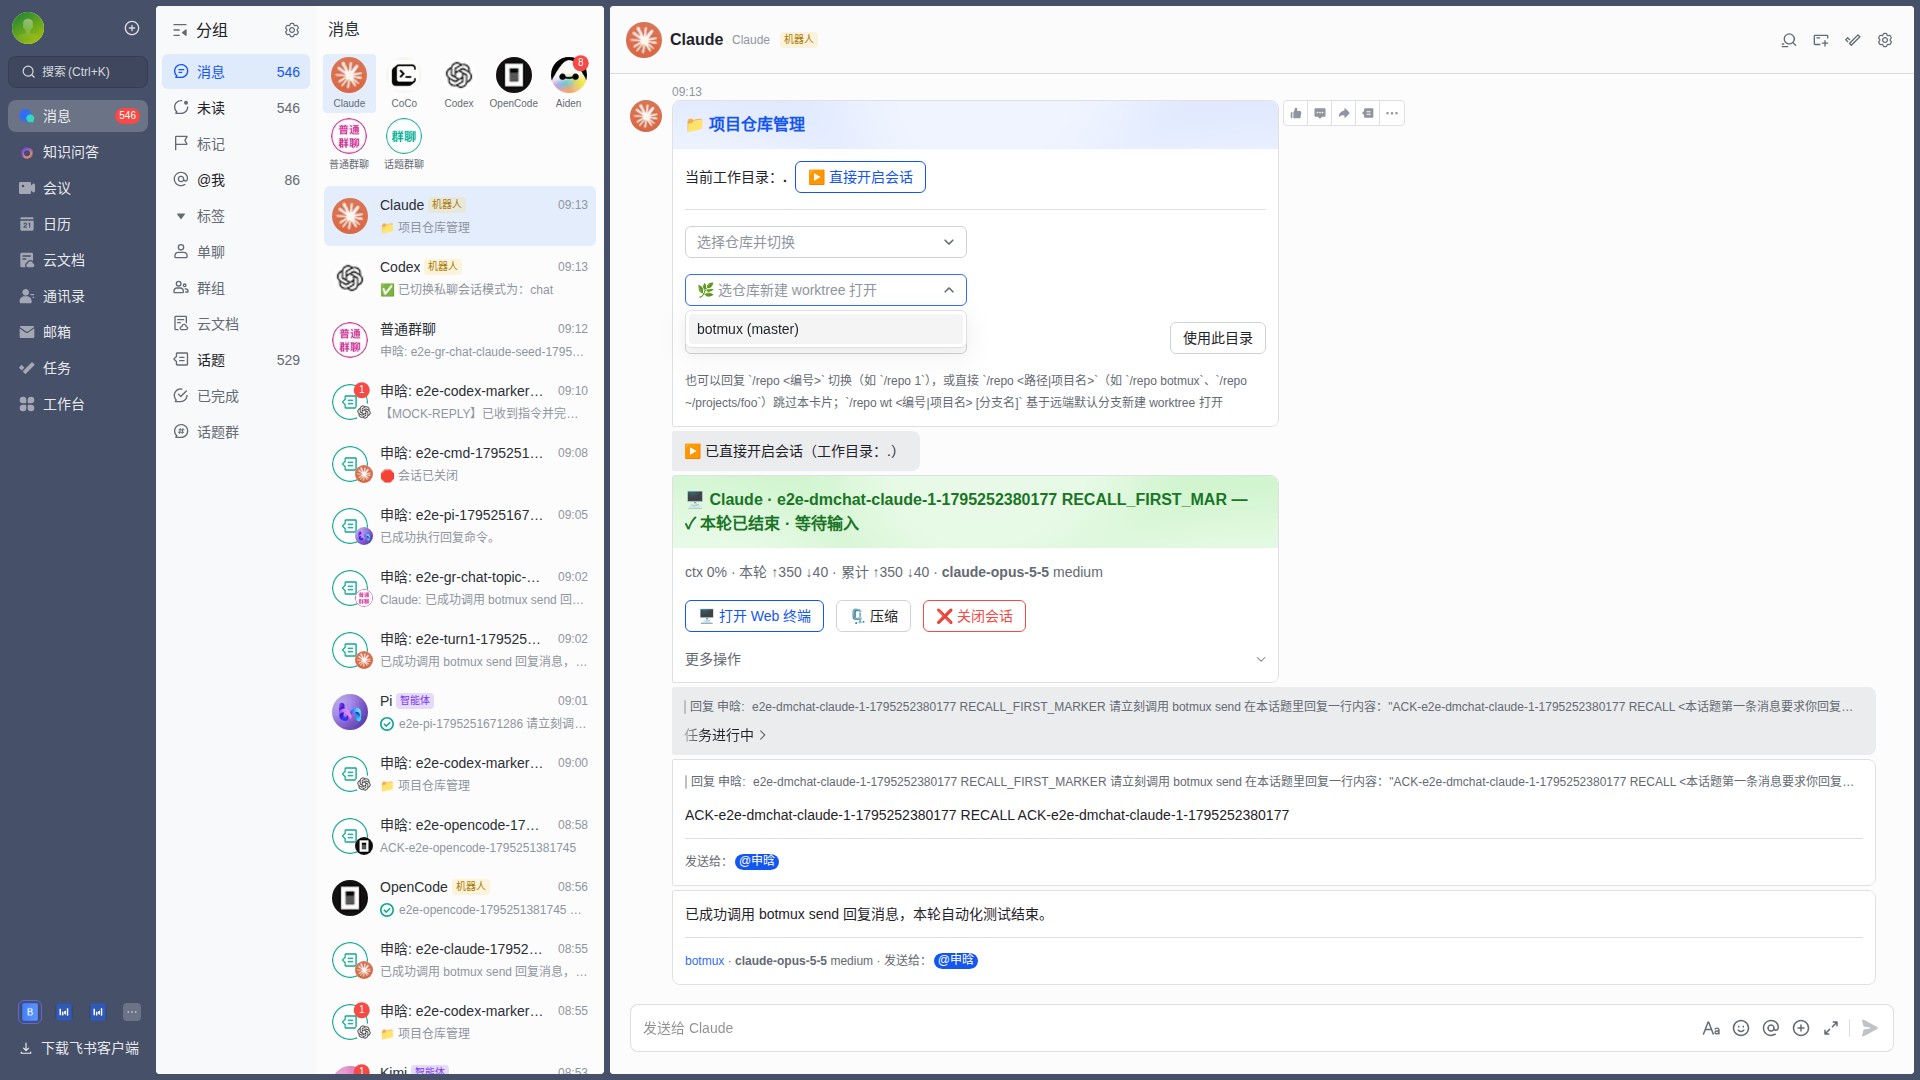 搜索 (Ctrl+K)
消息 546
知识问答
会议
日历
云文档
通讯录
邮箱
任务
工作台
下载飞书客户端
分组
消息 546
未读 546
标记
@我 86
标签
单聊
群组
云文档
话题 529
已完成
话题群
消息
Claude
CoCo
Codex
OpenCode
8
Aiden
普通群聊
普通群聊
群聊
话题群聊
Claude 机器人 09:13
📁 项目仓库管理
Codex 机器人 09:13
✅ 已切换私聊会话模式为：chat
普通群聊 09:12
申晗: e2e-gr-chat-claude-seed-1795…
申晗: e2e-codex-marker… 09:10
1
【MOCK-REPLY】已收到指令并完…
申晗: e2e-cmd-1795251… 09:08
🛑 会话已关闭
申晗: e2e-pi-179525167… 09:05
已成功执行回复命令。
申晗: e2e-gr-chat-topic-… 09:02
Claude: 已成功调用 botmux send 回…
申晗: e2e-turn1-179525… 09:02
已成功调用 botmux send 回复消息，…
Pi 智能体 09:01
e2e-pi-1795251671286 请立刻调…
申晗: e2e-codex-marker… 09:00
📁 项目仓库管理
申晗: e2e-opencode-17… 08:58
ACK-e2e-opencode-1795251381745
OpenCode 机器人 08:56
e2e-opencode-1795251381745 …
申晗: e2e-claude-17952… 08:55
已成功调用 botmux send 回复消息，…
申晗: e2e-codex-marker… 08:55
1
📁 项目仓库管理
Kimi 智能体 08:53
1
Claude Claude 机器人
09:13
📁 项目仓库管理
当前工作目录：. ▶️ 直接开启会话
选择仓库并切换
🌿 选仓库新建 worktree 打开
botmux (master)
使用此目录
也可以回复 `/repo <编号>` 切换（如 `/repo 1`），或直接 `/repo <路径|项目名>`（如 `/repo botmux`、`/repo
~/projects/foo`）跳过本卡片；`/repo wt <编号|项目名> [分支名]` 基于远端默认分支新建 worktree 打开
▶️ 已直接开启会话（工作目录：.）
🖥️ Claude · e2e-dmchat-claude-1-1795252380177 RECALL_FIRST_MAR —
✓ 本轮已结束 · 等待输入
ctx 0% · 本轮 ↑350 ↓40 · 累计 ↑350 ↓40 · claude-opus-5-5 medium
🖥️ 打开 Web 终端
🗜️ 压缩
❌ 关闭会话
更多操作
回复 申晗: e2e-dmchat-claude-1-1795252380177 RECALL_FIRST_MARKER 请立刻调用 botmux send 在本话题里回复一行内容："ACK-e2e-dmchat-claude-1-1795252380177 RECALL <本话题第一条消息要求你回复…
任务进行中
回复 申晗: e2e-dmchat-claude-1-1795252380177 RECALL_FIRST_MARKER 请立刻调用 botmux send 在本话题里回复一行内容："ACK-e2e-dmchat-claude-1-1795252380177 RECALL <本话题第一条消息要求你回复…
ACK-e2e-dmchat-claude-1-1795252380177 RECALL ACK-e2e-dmchat-claude-1-1795252380177
发送给：@申晗
已成功调用 botmux send 回复消息，本轮自动化测试结束。
botmux · claude-opus-5-5 medium · 发送给：@申晗
发送给 Claude